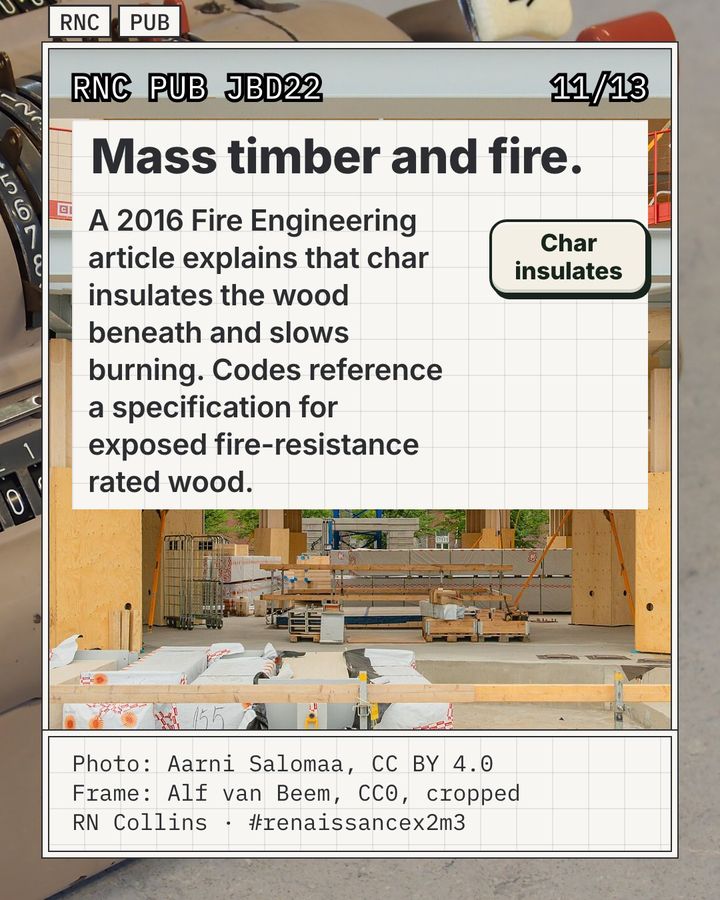 RNC PUB
RNC PUB JBD22 11/13
Mass timber and fire.
A 2016 Fire Engineering
article explains that char
insulates the wood
beneath and slows
burning. Codes reference
a specification for
exposed fire-resistance
rated wood.
Char
insulates
155
Photo: Aarni Salomaa, CC BY 4.0
Frame: Alf van Beem, CC0, cropped
RN Collins · #renaissancex2m3